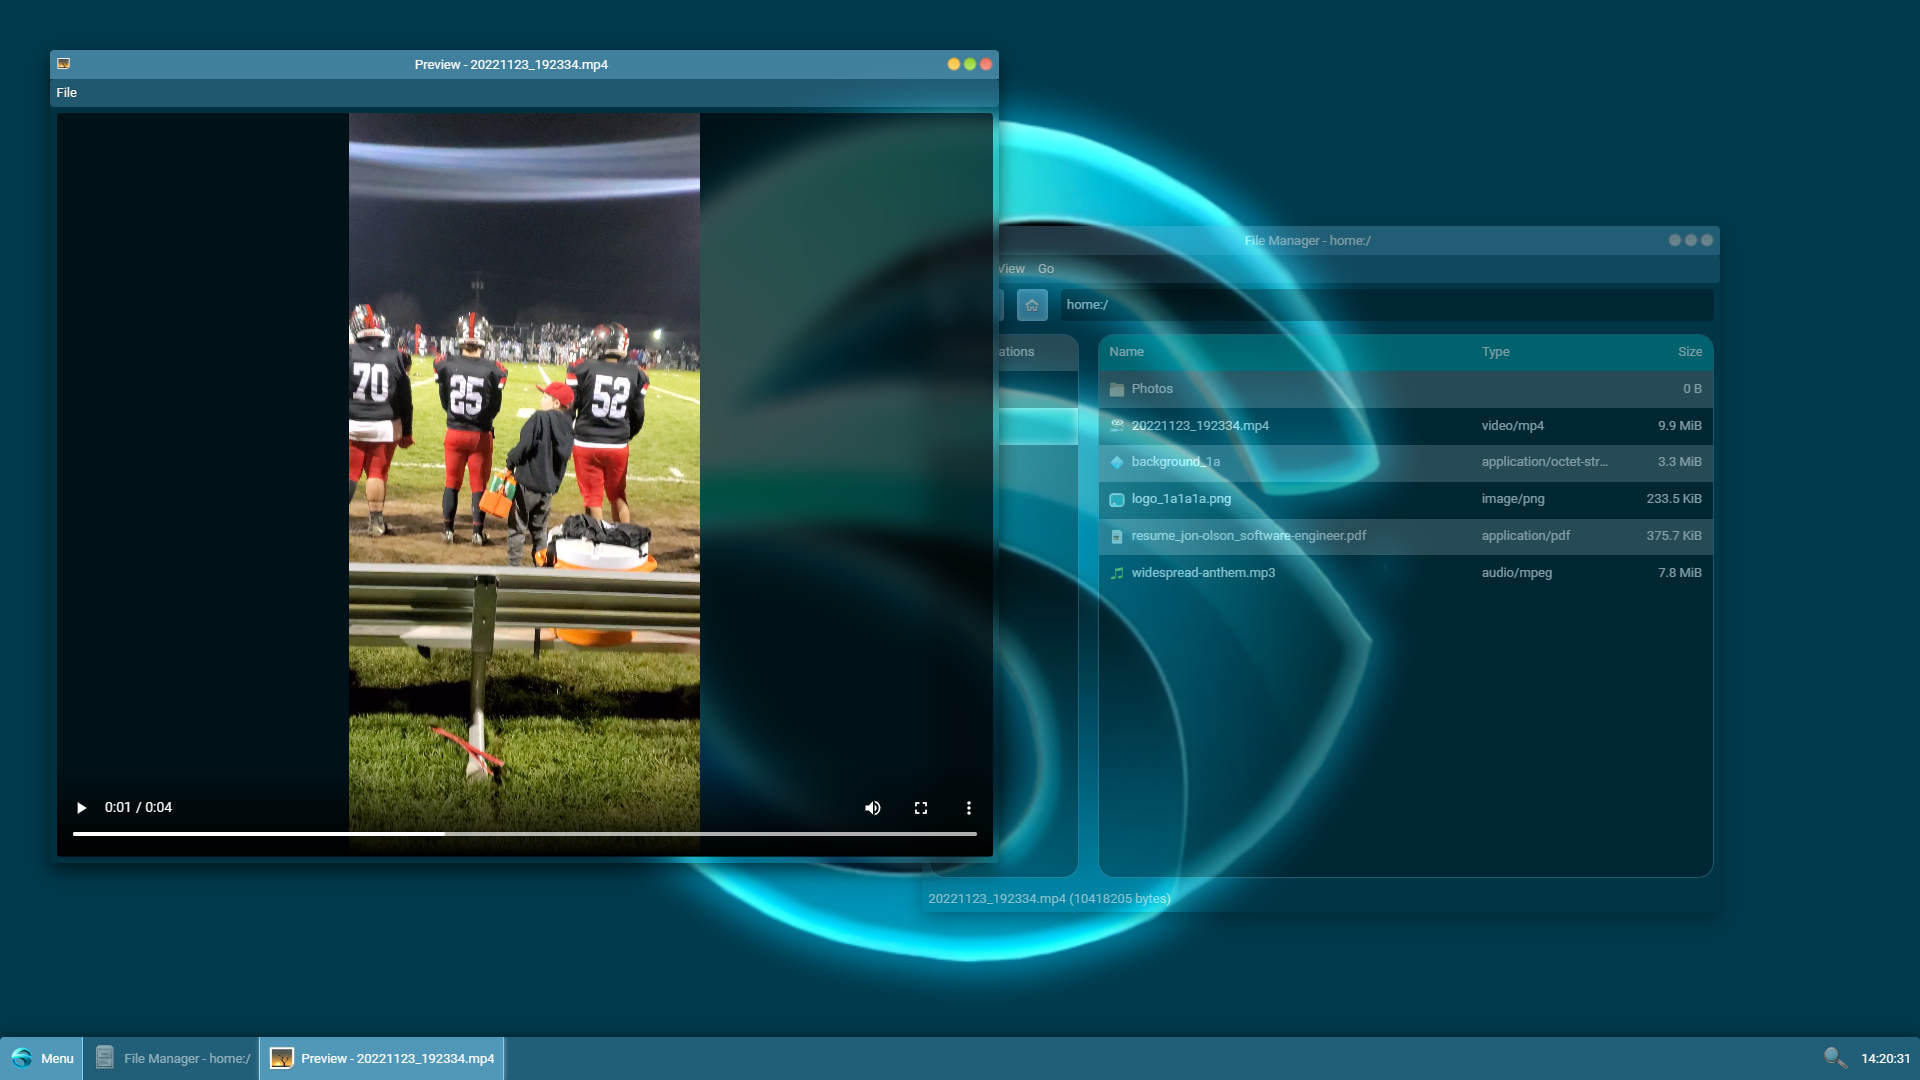 Preview - 20221123_192334.mp4
File
70
25
52
0:01 / 0:04
File Manager - home:/
View Go
home:/
ations
Name Type Size
Photos 0 B
20221123_192334.mp4 video/mp4 9.9 MiB
background_1a application/octet-str... 3.3 MiB
logo_1a1a1a.png image/png 233.5 KiB
resume_jon-olson_software-engineer.pdf application/pdf 375.7 KiB
widespread-anthem.mp3 audio/mpeg 7.8 MiB
20221123_192334.mp4 (10418205 bytes)
Menu File Manager - home:/ Preview - 20221123_192334.mp4 14:20:31